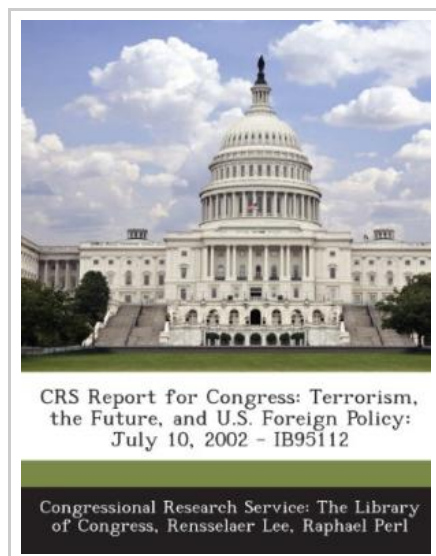 CRS Report for Congress: Terrorism,
the Future, and U.S. Foreign Policy:
July 10, 2002 - IB95112
Congressional Research Service: The Library
of Congress, Rensselaer Lee, Raphael Perl